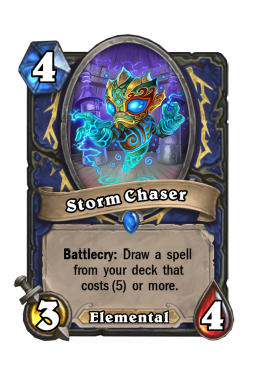 4
Storm Chaser
Battlecry: Draw a spell
from your deck that
costs (5) or more.
3
Elemental
4